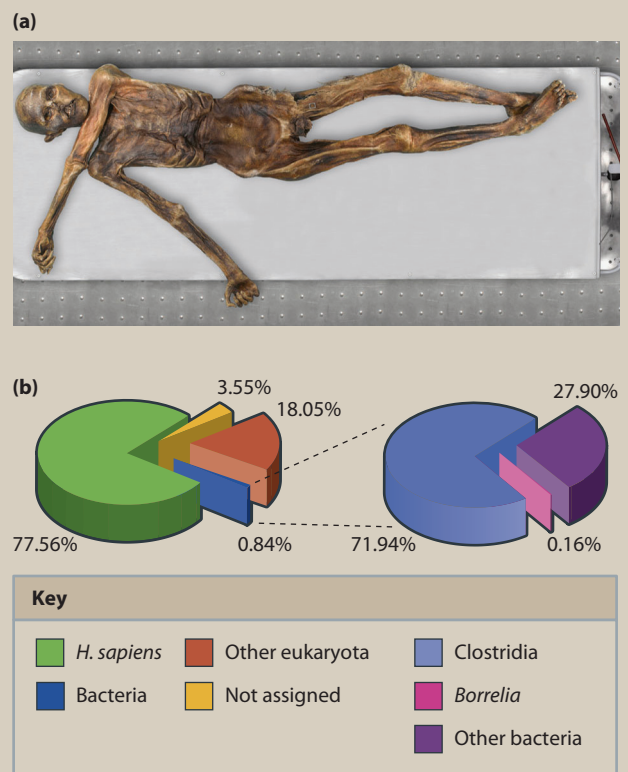 (a)
(b)
3.55%
18.05%
77.56%
0.84%
27.90%
71.94%
0.16%
Key
H. sapiens
Other eukaryota
Clostridia
Bacteria
Not assigned
Borrelia
Other bacteria